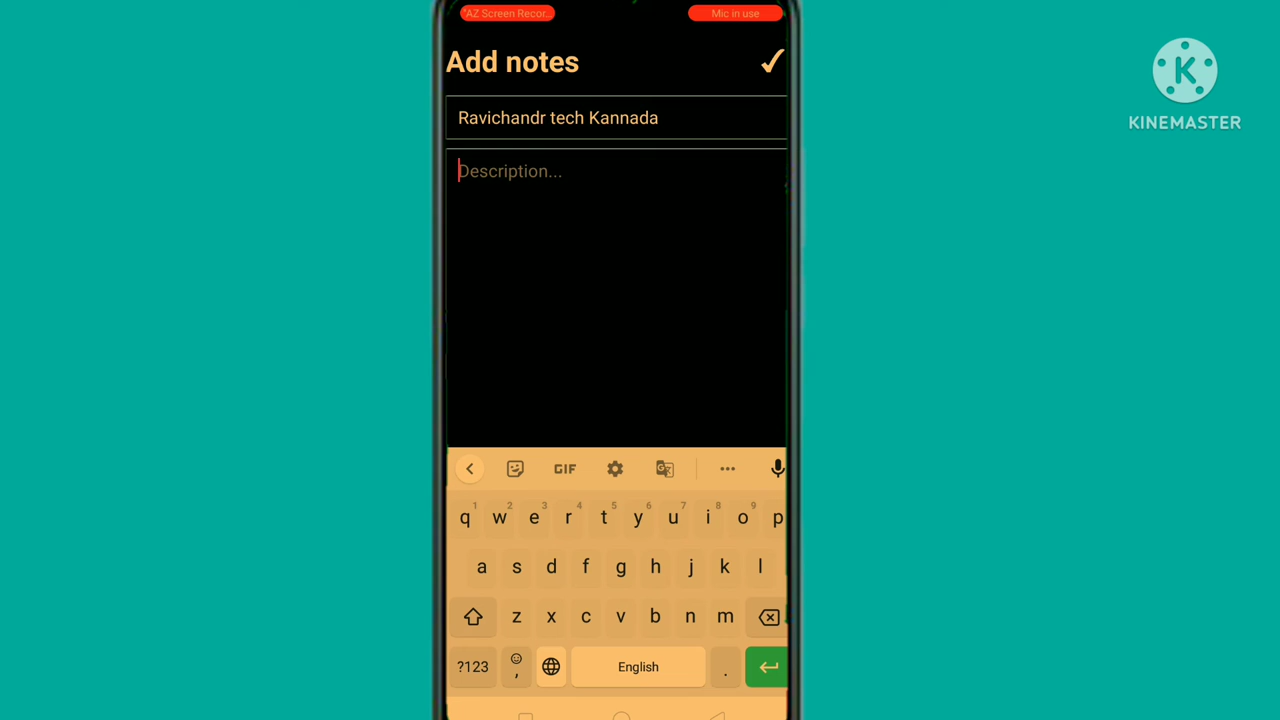 "AZ Screen Recor...
Mic in use
Add notes
Ravichandr tech Kannada
Description...
KINEMASTER
GIF
1 2 3 4 5 6 7 8 9
q w e r t y u i o p
a s d f g h j k l
z x c v b n m
?123 , English .